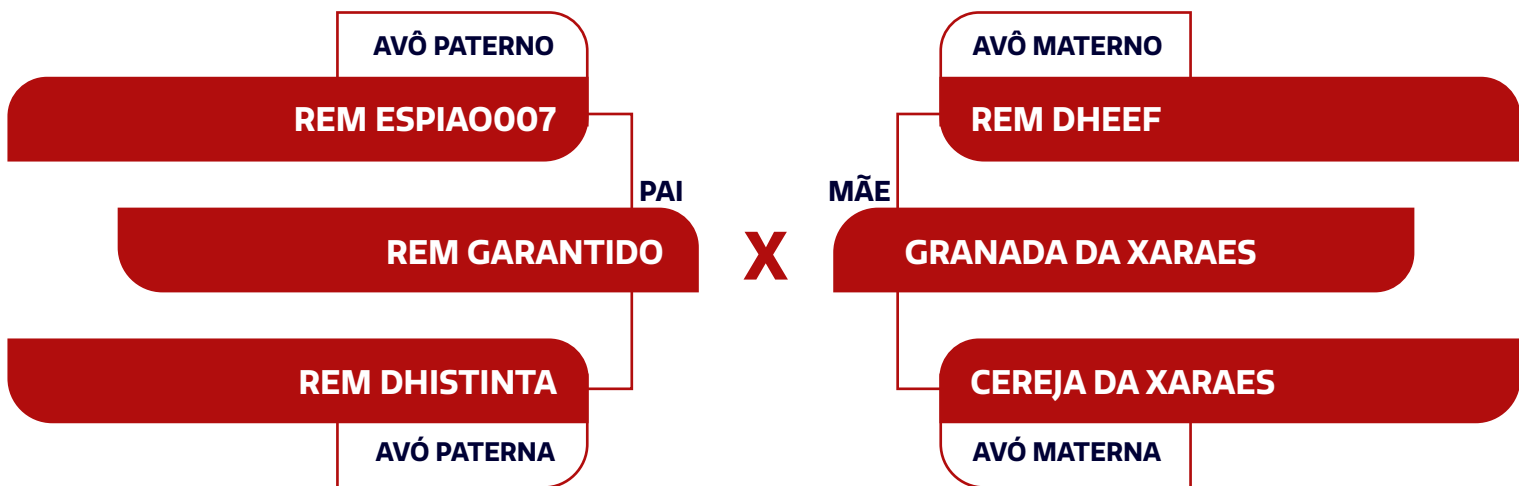 AVÔ PATERNO
REM ESPIAO007
PAI
REM GARANTIDO
REM DHISTINTA
AVÓ PATERNA
X
AVÔ MATERNO
REM DHEEF
MÃE
GRANADA DA XARAES
CEREJA DA XARAES
AVÓ MATERNA